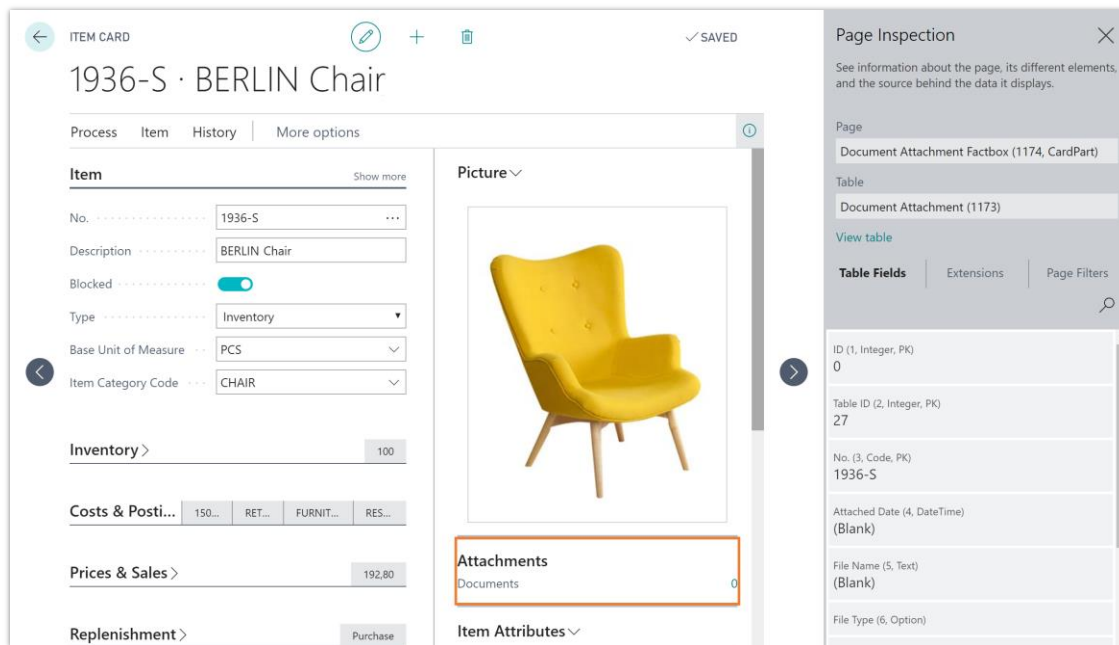 ITEM CARD
SAVED
1936-S · BERLIN Chair
Process Item History More options
Item Show more
No. 1936-S ...
Description BERLIN Chair
Blocked
Type Inventory
Base Unit of Measure PCS
Item Category Code CHAIR
Inventory 100
Costs & Posti... 150... RET... FURNIT... RES...
Prices & Sales 192,80
Replenishment Purchase
Picture
Attachments
Documents 0
Item Attributes
Page Inspection
See information about the page, its different elements,
and the source behind the data it displays.
Page
Document Attachment Factbox (1174, CardPart)
Table
Document Attachment (1173)
View table
Table Fields Extensions Page Filters
ID (1, Integer, PK)
0
Table ID (2, Integer, PK)
27
No. (3, Code, PK)
1936-S
Attached Date (4, DateTime)
(Blank)
File Name (5, Text)
(Blank)
File Type (6, Option)